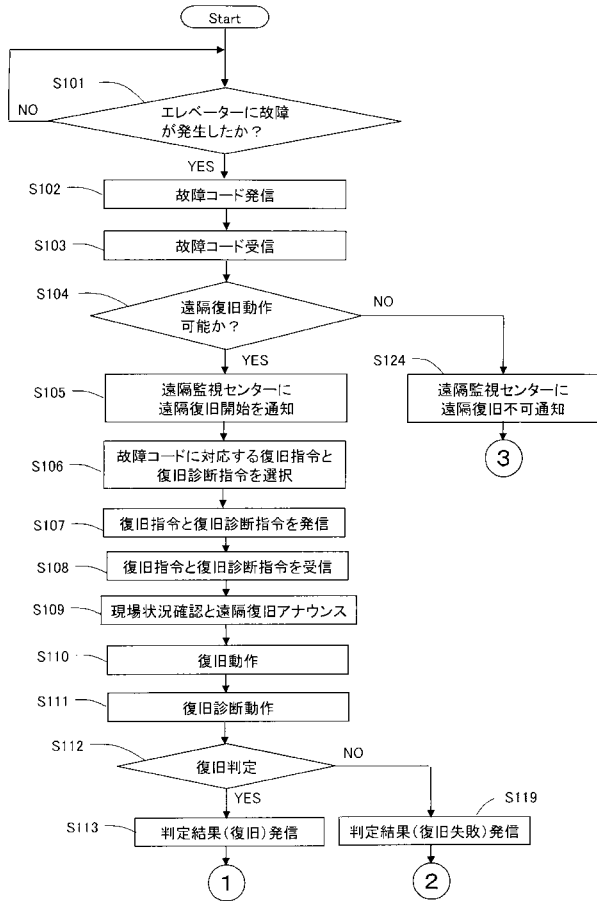 Start
S101
エレベーターに故障
が発生したか？
NO
YES
S102
故障コード発信
S103
故障コード受信
S104
遠隔復旧動作
可能か？
NO
YES
S105
遠隔監視センターに
遠隔復旧開始を通知
S124
遠隔監視センターに
遠隔復旧不可通知
3
S106
故障コードに対応する復旧指令と
復旧診断指令を選択
S107
復旧指令と復旧診断指令を発信
S108
復旧指令と復旧診断指令を受信
S109
現場状況確認と遠隔復旧アナウンス
S110
復旧動作
S111
復旧診断動作
S112
復旧判定
NO
YES
S113
判定結果(復旧)発信
S119
判定結果(復旧失敗)発信
1
2